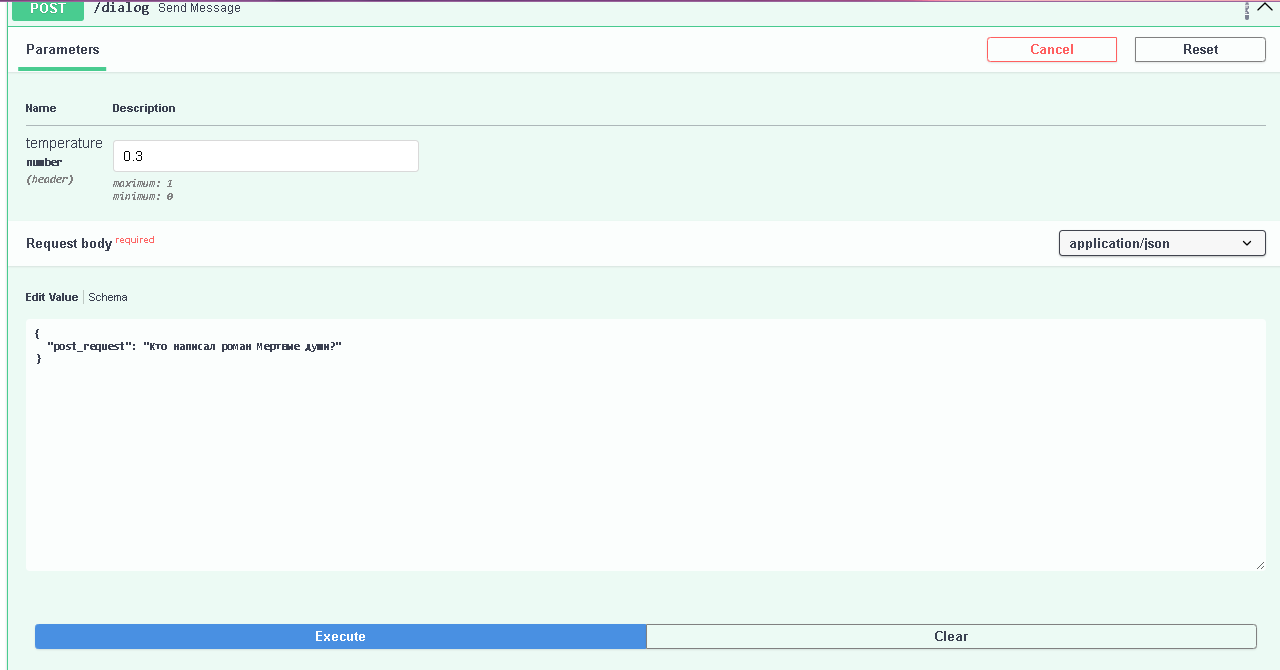 POST /dialog Send Message
Parameters
Cancel
Reset
Name Description
temperature
number
(header)
0.3
maximum: 1
minimum: 0
Request body required
application/json
Edit Value Schema
{
"post_request": "Кто написал роман Мертвые души?"
}
Execute
Clear